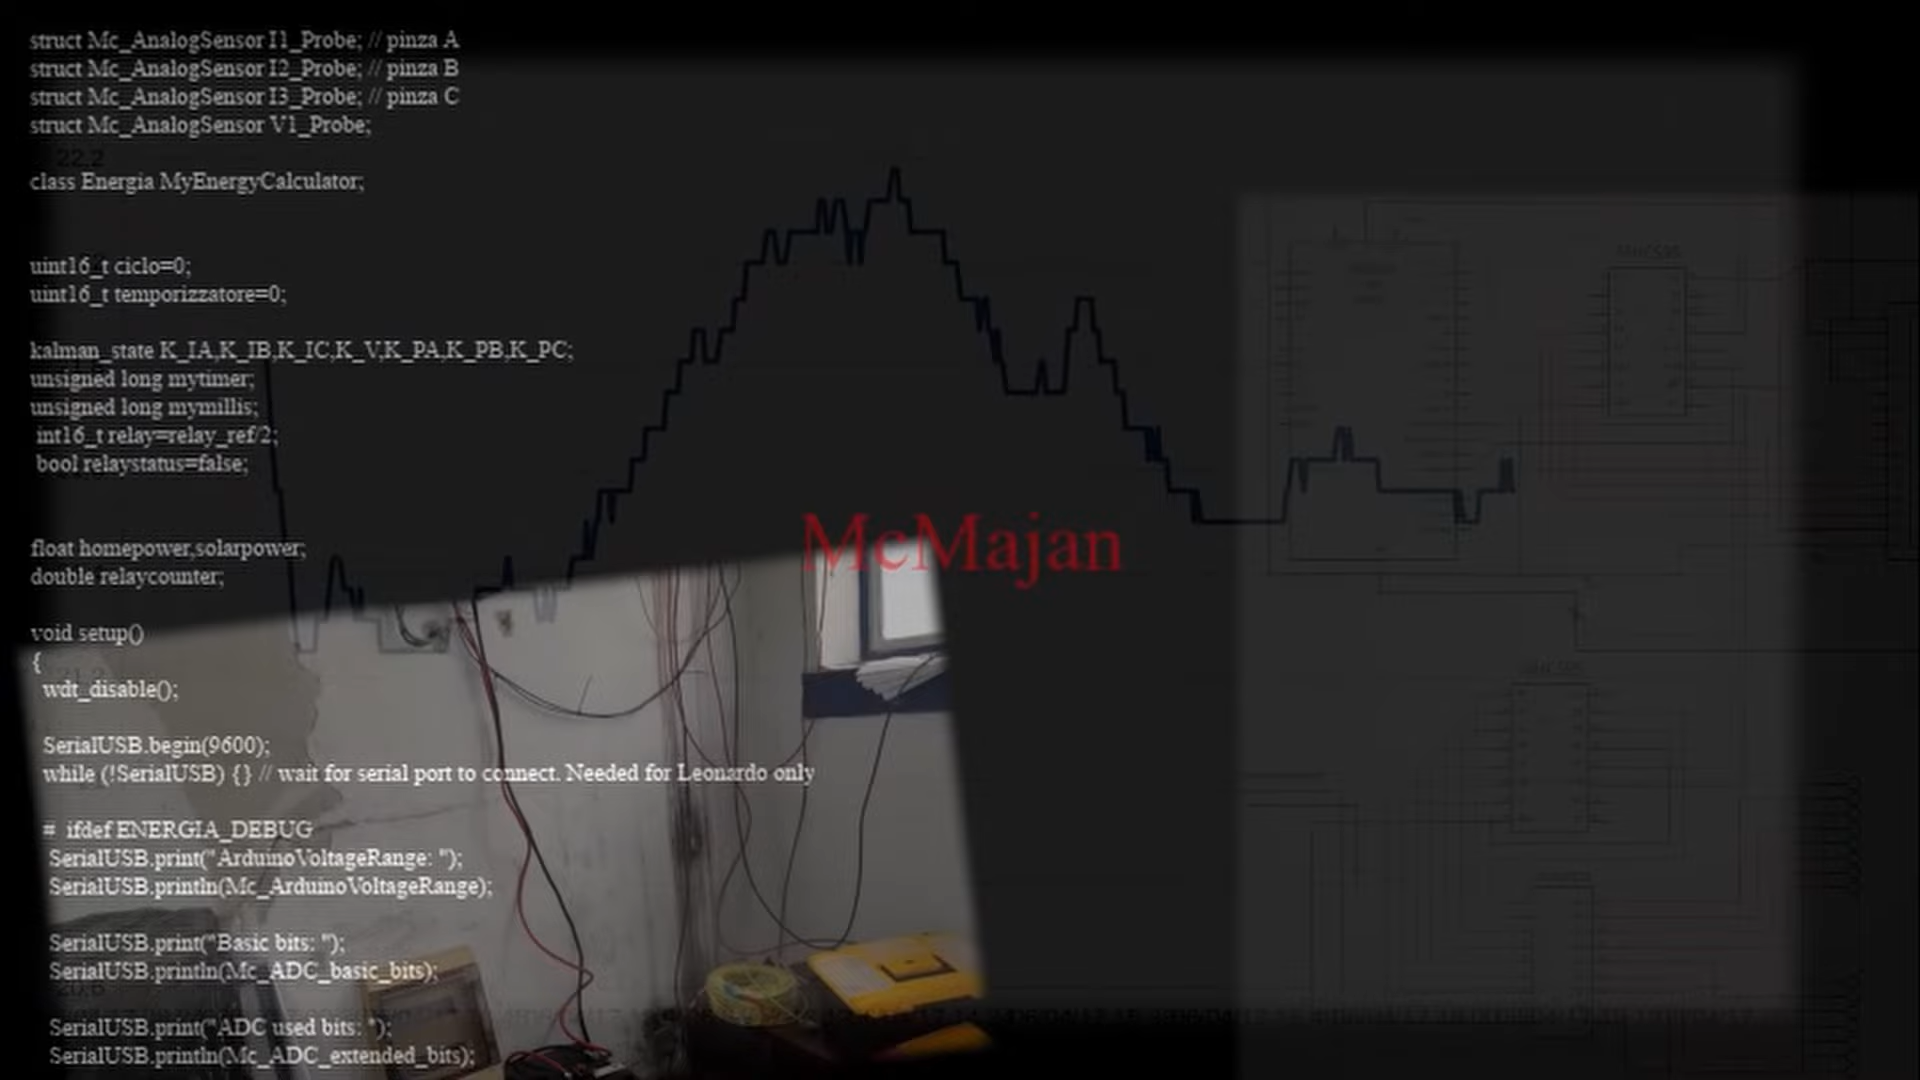 struct Mc_AnalogSensor I1_Probe; // pinza A
struct Mc_AnalogSensor I2_Probe; // pinza B
struct Mc_AnalogSensor I3_Probe; // pinza C
struct Mc_AnalogSensor V1_Probe;
22,2
class Energia MyEnergyCalculator;
uint16_t ciclo=0;
uint16_t temporizzatore=0;
kalman_state K_IA,K_IB,K_IC,K_V,K_PA,K_PB,K_PC;
unsigned long mytimer;
unsigned long mymillis;
int16_t relay=relay_ref/2;
bool relaystatus=false;
McMajan
float homepower,solarpower;
double relaycounter;
void setup()
{
wdt_disable();
SerialUSB.begin(9600);
while (!SerialUSB) {} // wait for serial port to connect. Needed for Leonardo only
# ifdef ENERGIA_DEBUG
SerialUSB.print("ArduinoVoltageRange: ");
SerialUSB.println(Mc_ArduinoVoltageRange);
SerialUSB.print("Basic bits: ");
SerialUSB.println(Mc_ADC_basic_bits);
20,6
SerialUSB.print("ADC used bits: ");
SerialUSB.println(Mc_ADC_extended_bits);